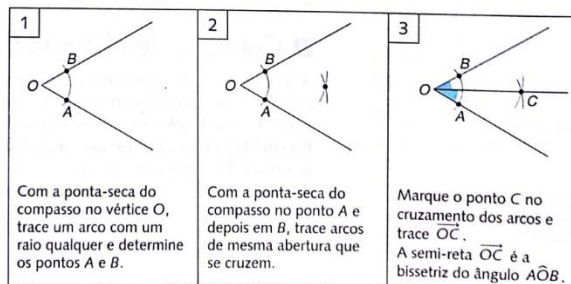 1
B
O
A
Com a ponta-seca do
compasso no vértice O,
trace um arco com um
raio qualquer e determine
os pontos A e B.
2
B
O
A
Com a ponta-seca do
compasso no ponto A e
depois em B, trace arcos
de mesma abertura que
se cruzem.
3
B
O
A
C
Marque o ponto C no
cruzamento dos arcos e
trace OC.
A semi-reta OC é a
bissetriz do ângulo AÔB.